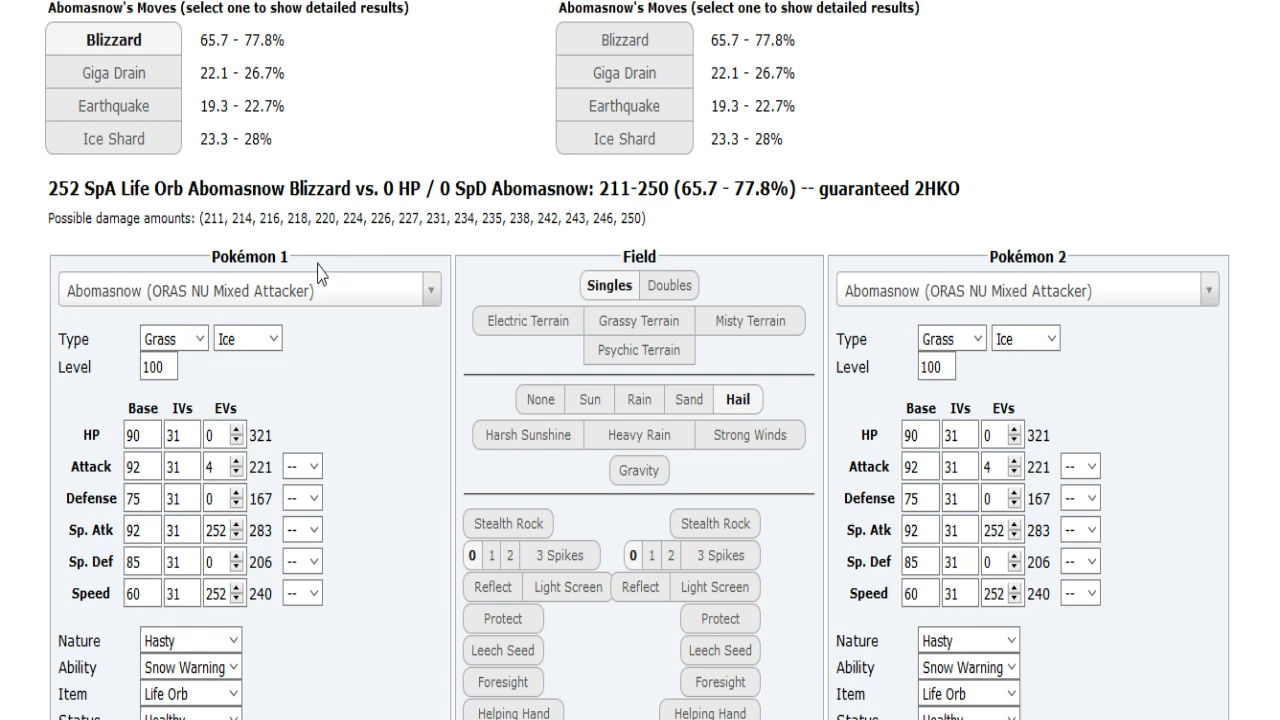 Abomasnow's Moves (select one to show detailed results) Abomasnow's Moves (select one to show detailed results)
Blizzard 65.7 - 77.8% Blizzard 65.7 - 77.8%
Giga Drain 22.1 - 26.7% Giga Drain 22.1 - 26.7%
Earthquake 19.3 - 22.7% Earthquake 19.3 - 22.7%
Ice Shard 23.3 - 28% Ice Shard 23.3 - 28%
252 SpA Life Orb Abomasnow Blizzard vs. 0 HP / 0 SpD Abomasnow: 211-250 (65.7 - 77.8%) -- guaranteed 2HKO
Possible damage amounts: (211, 214, 216, 218, 220, 224, 226, 227, 231, 234, 235, 238, 242, 243, 246, 250)
Pokémon 1
Abomasnow (ORAS NU Mixed Attacker)
Type Grass Ice
Level 100
Base IVs EVs
HP 90 31 0 321
Attack 92 31 4 221 --
Defense 75 31 0 167 --
Sp. Atk 92 31 252 283 --
Sp. Def 85 31 0 206 --
Speed 60 31 252 240 --
Nature Hasty
Ability Snow Warning
Item Life Orb
Status Healthy
Field
Singles Doubles
Electric Terrain Grassy Terrain Misty Terrain
Psychic Terrain
None Sun Rain Sand Hail
Harsh Sunshine Heavy Rain Strong Winds
Gravity
Stealth Rock Stealth Rock
0 1 2 3 Spikes 0 1 2 3 Spikes
Reflect Light Screen Reflect Light Screen
Protect Protect
Leech Seed Leech Seed
Foresight Foresight
Helping Hand Helping Hand
Pokémon 2
Abomasnow (ORAS NU Mixed Attacker)
Type Grass Ice
Level 100
Base IVs EVs
HP 90 31 0 321
Attack 92 31 4 221 --
Defense 75 31 0 167 --
Sp. Atk 92 31 252 283 --
Sp. Def 85 31 0 206 --
Speed 60 31 252 240 --
Nature Hasty
Ability Snow Warning
Item Life Orb
Status Healthy